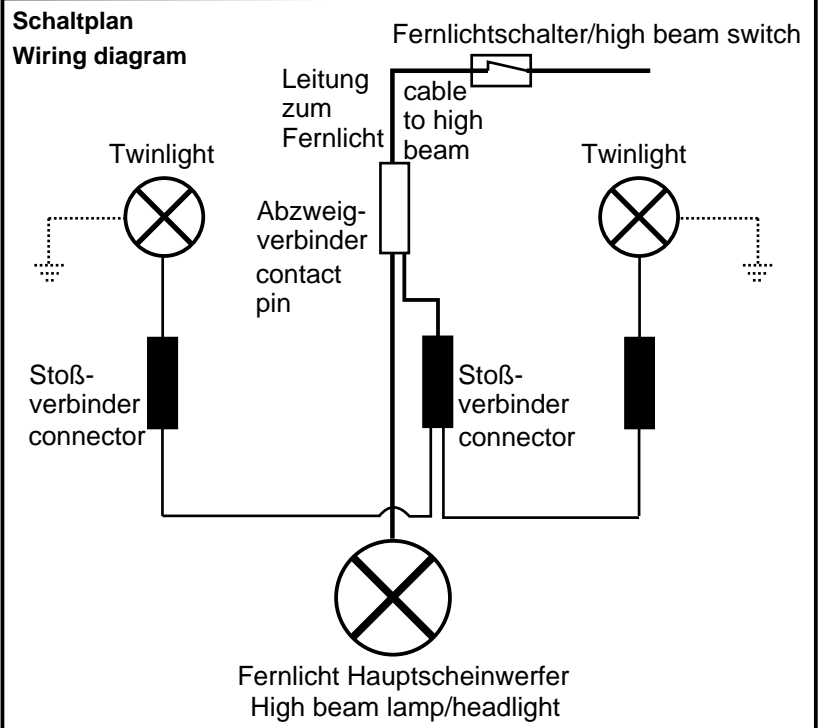 Schaltplan
Wiring diagram
Fernlichtschalter/high beam switch
Leitung
zum
Fernlicht
cable
to high
beam
Twinlight
Twinlight
Abzweig-
verbinder
contact
pin
Stoß-
verbinder
connector
Stoß-
verbinder
connector
Fernlicht Hauptscheinwerfer
High beam lamp/headlight